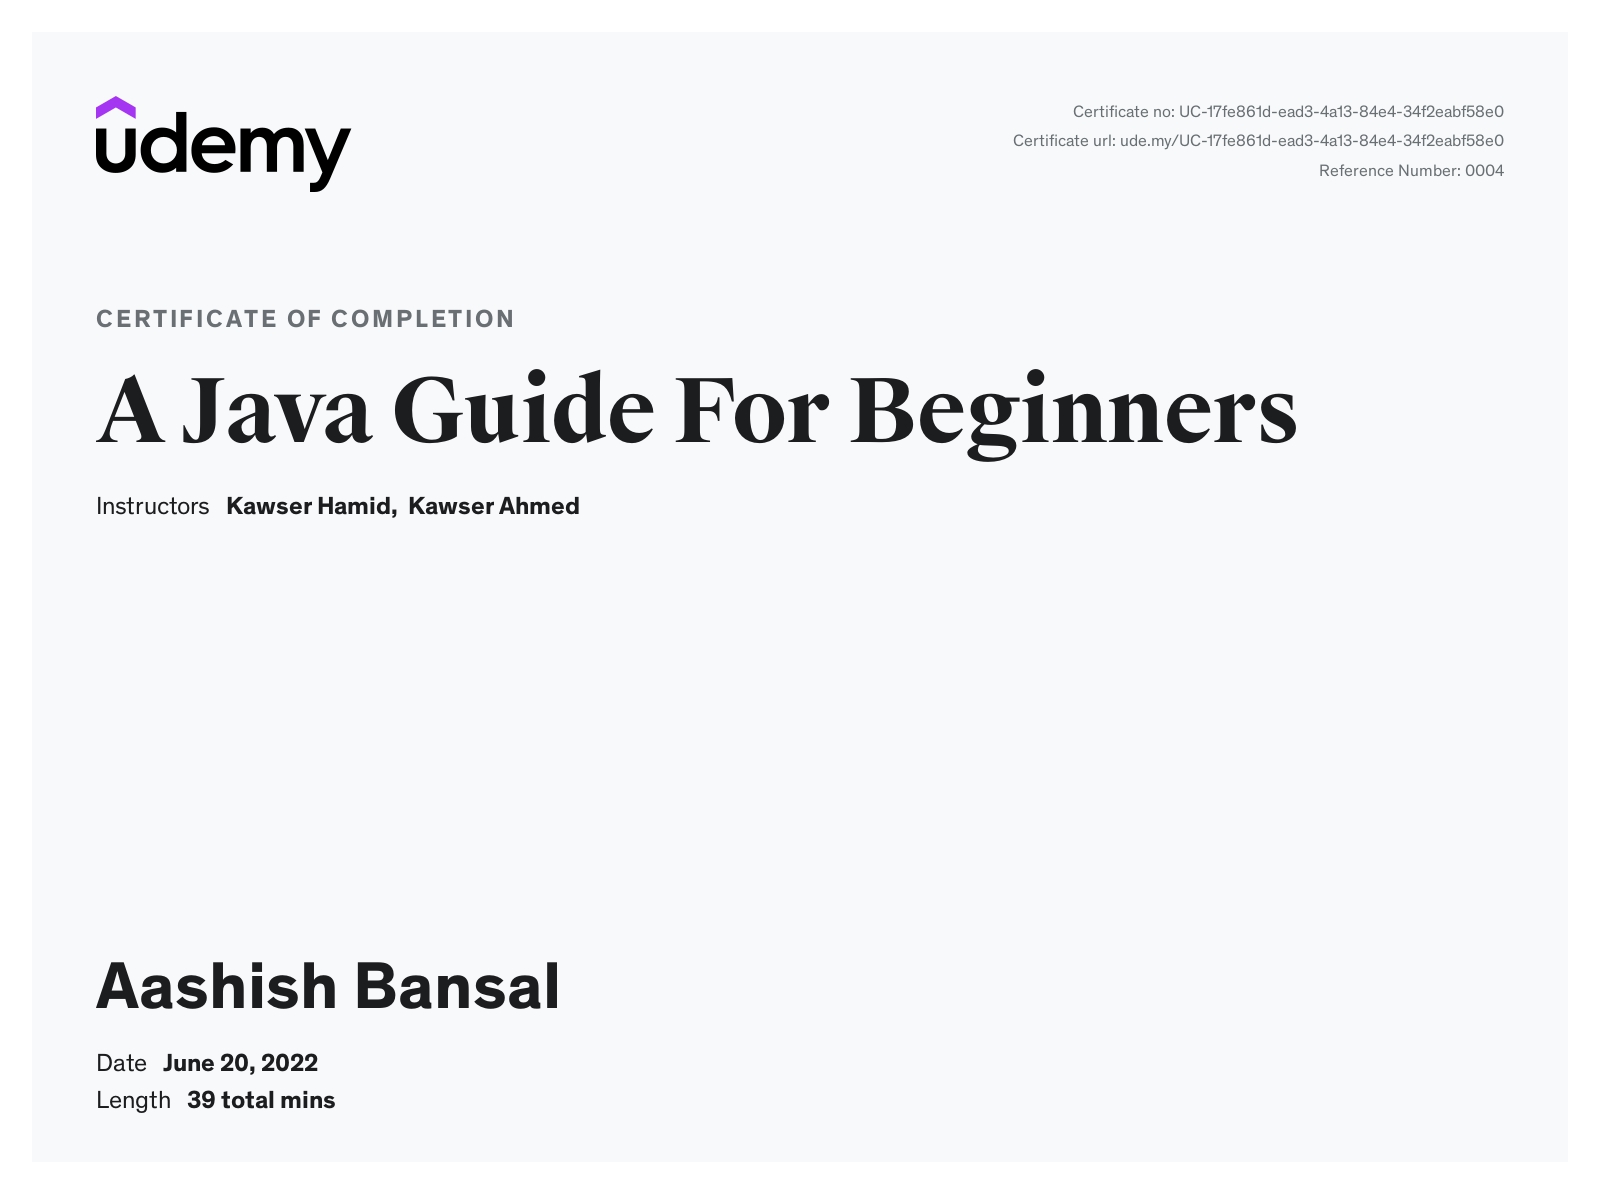 udemy
Certificate no: UC-17fe861d-ead3-4a13-84e4-34f2eabf58e0
Certificate url: ude.my/UC-17fe861d-ead3-4a13-84e4-34f2eabf58e0
Reference Number: 0004
CERTIFICATE OF COMPLETION
A Java Guide For Beginners
Instructors Kawser Hamid, Kawser Ahmed
Aashish Bansal
Date June 20, 2022
Length 39 total mins